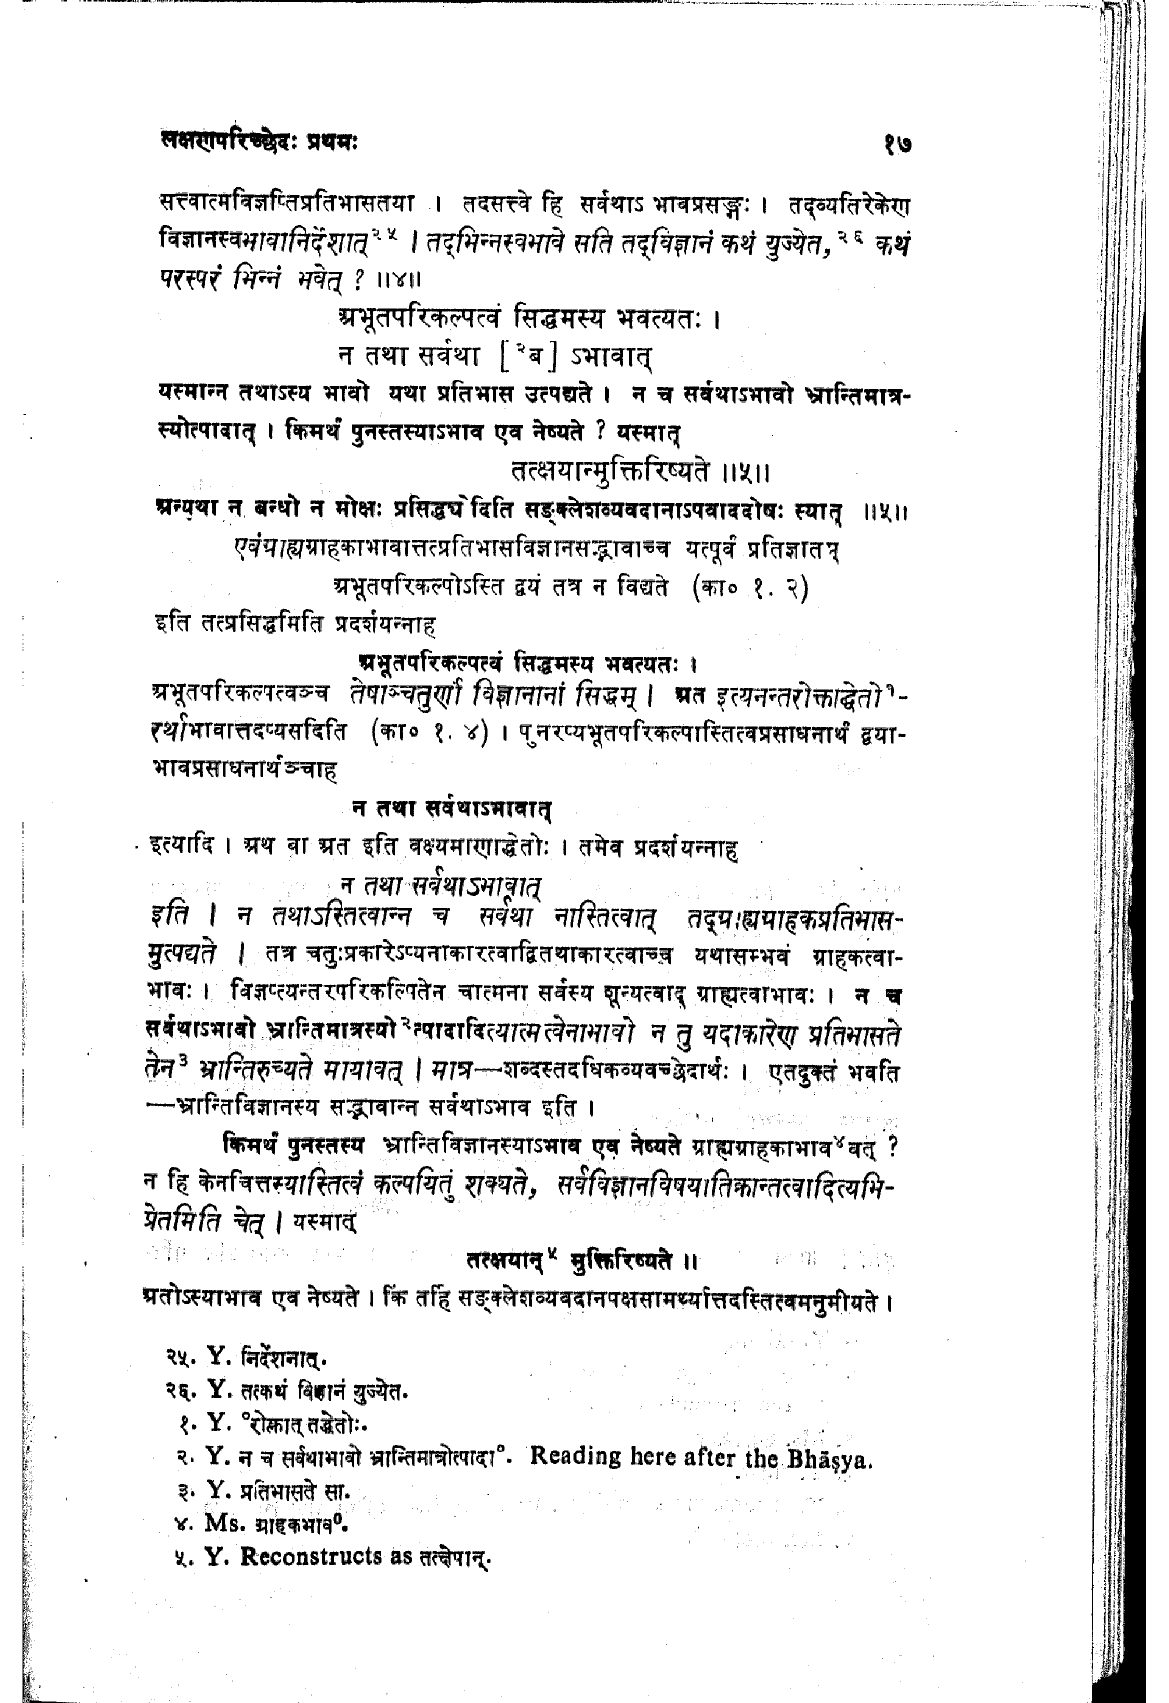 लक्षणपरिच्छेदः प्रथमः १७
सत्त्वात्मविज्ञप्तिप्रतिभासतया । तदसत्त्वे हि सर्वथाऽ भावप्रसङ्गः । तद्व्यतिरेकेण
विज्ञानस्वभावानिर्देशात्२५ । तद्भिन्नस्वभावे सति तद्विज्ञानं कथं युज्येत,२६ कथं
परस्परं भिन्नं भवेत् ? ॥४॥
अभूतपरिकल्पत्वं सिद्धमस्य भवत्यतः ।
न तथा सर्वथा [२ब] ऽभावात्
यस्मान्न तथाऽस्य भावो यथा प्रतिभास उत्पद्यते । न च सर्वथाऽभावो भ्रान्तिमात्र-
स्योत्पादात् । किमर्थं पुनस्तस्याऽभाव एव नेष्यते ? यस्मात्
तत्क्षयान्मुक्तिरिष्यते ॥५॥
अन्यथा न बन्धो न मोक्षः प्रसिद्ध्येदिति सङ्क्लेशव्यवदानाऽपवाददोषः स्यात् ॥५॥
एवंग्राह्यग्राहकाभावात्तत्प्रतिभासविज्ञानसद्भावाच्च यत्पूर्वं प्रतिज्ञातम्
अभूतपरिकल्पोऽस्ति द्वयं तत्र न विद्यते (का० १. २)
इति तत्प्रसिद्धमिति प्रदर्शयन्नाह
अभूतपरिकल्पत्वं सिद्धमस्य भवत्यतः ।
अभूतपरिकल्पत्वञ्च तेषाञ्चतुर्णां विज्ञानानां सिद्धम् । अत इत्यनन्तरोक्ताद्धेतो१-
रर्थाभावात्तदप्यसदिति (का० १. ४) । पुनरप्यभूतपरिकल्पास्तित्वप्रसाधनार्थं द्वया-
भावप्रसाधनार्थञ्चाह
न तथा सर्वथाऽभावात्
इत्यादि । अथ वा अत इति वक्ष्यमाणाद्धेतोः । तमेव प्रदर्शयन्नाह
न तथा सर्वथाऽभावात्
इति । न तथाऽस्तित्वान्न च सर्वथा नास्तित्वात् तद्ग्राह्यग्राहकप्रतिभास-
मुत्पद्यते । तत्र चतुःप्रकारेऽप्यनाकारत्वाद्वितथाकारत्वाच्च यथासम्भवं ग्राहकत्वा-
भावः । विज्ञप्त्यन्तरपरिकल्पितेन चात्मना सर्वस्य शून्यत्वाद् ग्राह्यत्वाभावः । न च
सर्वथाऽभावो भ्रान्तिमात्रस्यो२त्पादादित्यात्मत्वेनाभावो न तु यदाकारेण प्रतिभासते
तेन३ भ्रान्तिरुच्यते मायावत् । मात्र—शब्दस्तदधिकव्यवच्छेदार्थः । एतदुक्तं भवति
—भ्रान्तिविज्ञानस्य सद्भावान्न सर्वथाऽभाव इति ।
किमर्थं पुनस्तस्य भ्रान्तिविज्ञानस्याऽभाव एव नेष्यते ग्राह्यग्राहकाभाव४वत् ?
न हि केनचित्तस्यास्तित्वं कल्पयितुं शक्यते, सर्वविज्ञानविषयातिक्रान्तत्वादित्यभि-
प्रेतमिति चेत् । यस्मात्
तत्क्षयान्५ मुक्तिरिष्यते ॥
अतोऽस्याभाव एव नेष्यते । किं तर्हि सङ्क्लेशव्यवदानपक्षसामर्थ्यात्तदस्तित्वमनुमीयते ।
२५. Y. निर्देशनात्.
२६. Y. तत्कथं विज्ञानं युज्येत.
१. Y. °रोक्तात् तद्धेतोः.
२. Y. न च सर्वथाभावो भ्रान्तिमात्रोत्पादा°. Reading here after the Bhāṣya.
३. Y. प्रतिभासते सा.
४. Ms. ग्राहकभाव°.
५. Y. Reconstructs as तत्क्षेपान्.